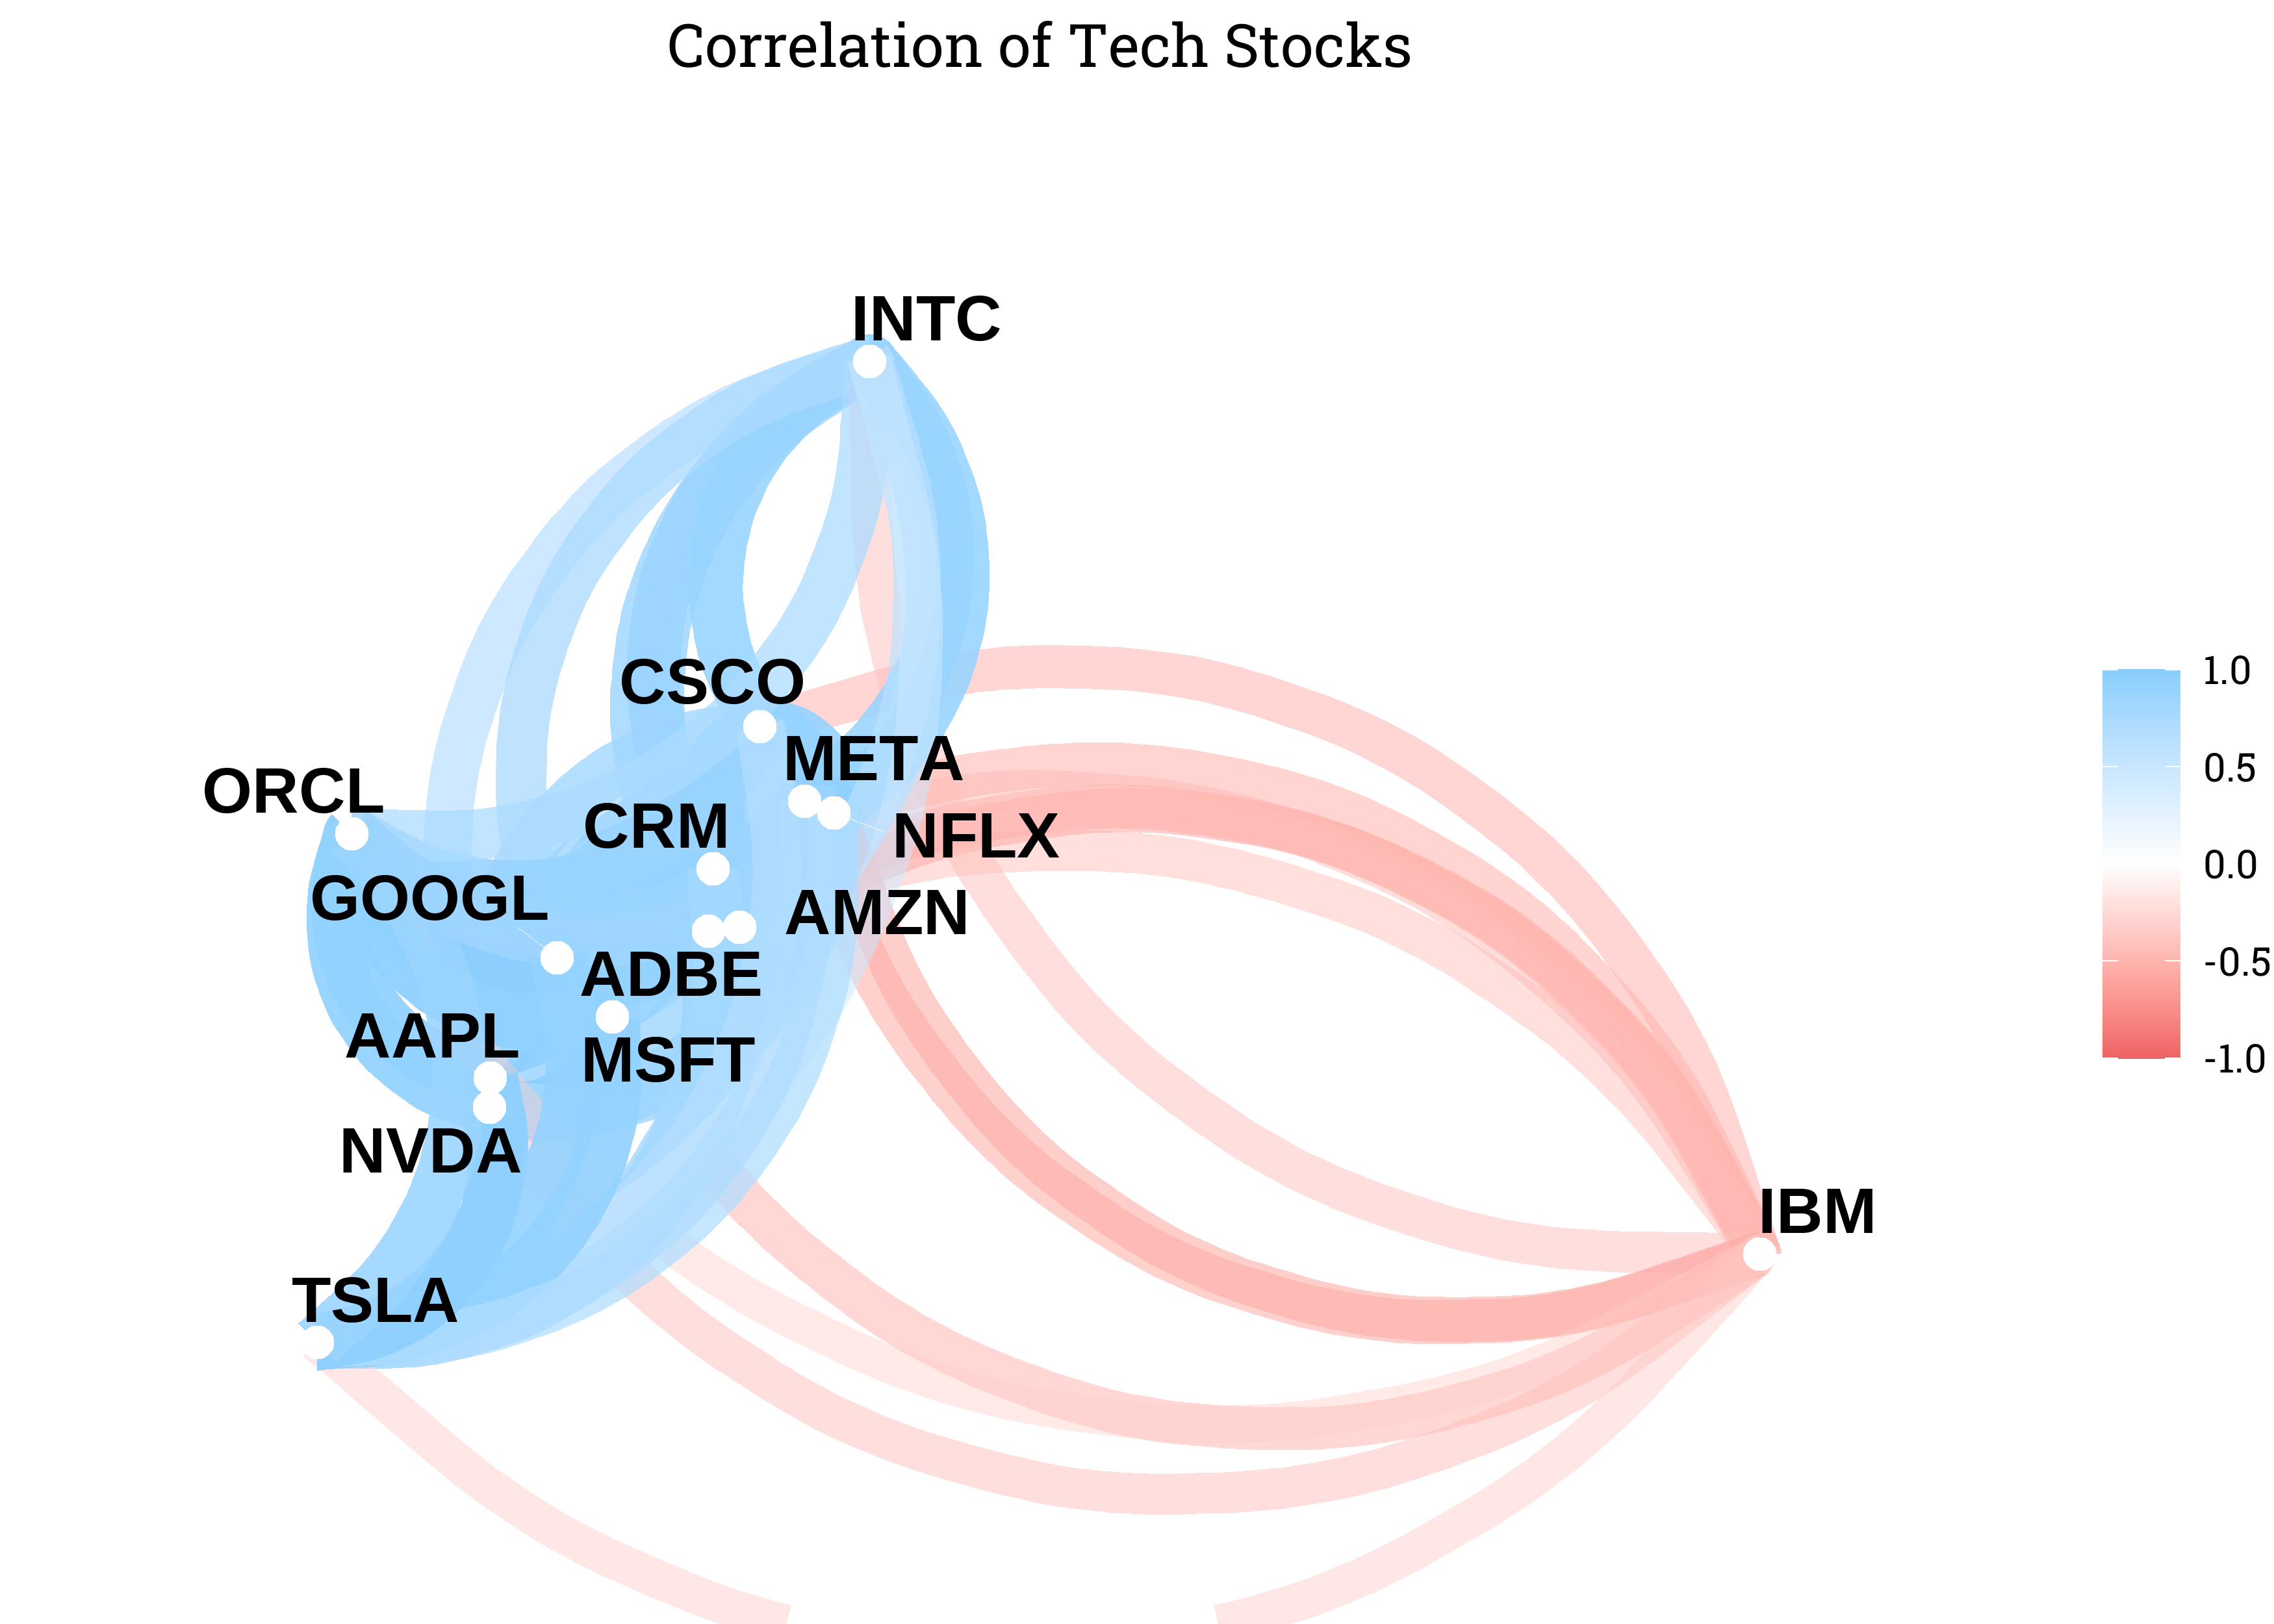 Correlation of Tech Stocks
INTC
CSCO
META
ORCL
CRM
NFLX
GOOGL
AMZN
ADBE
AAPL
MSFT
NVDA
IBM
TSLA
1.0
0.5
0.0
-0.5
-1.0